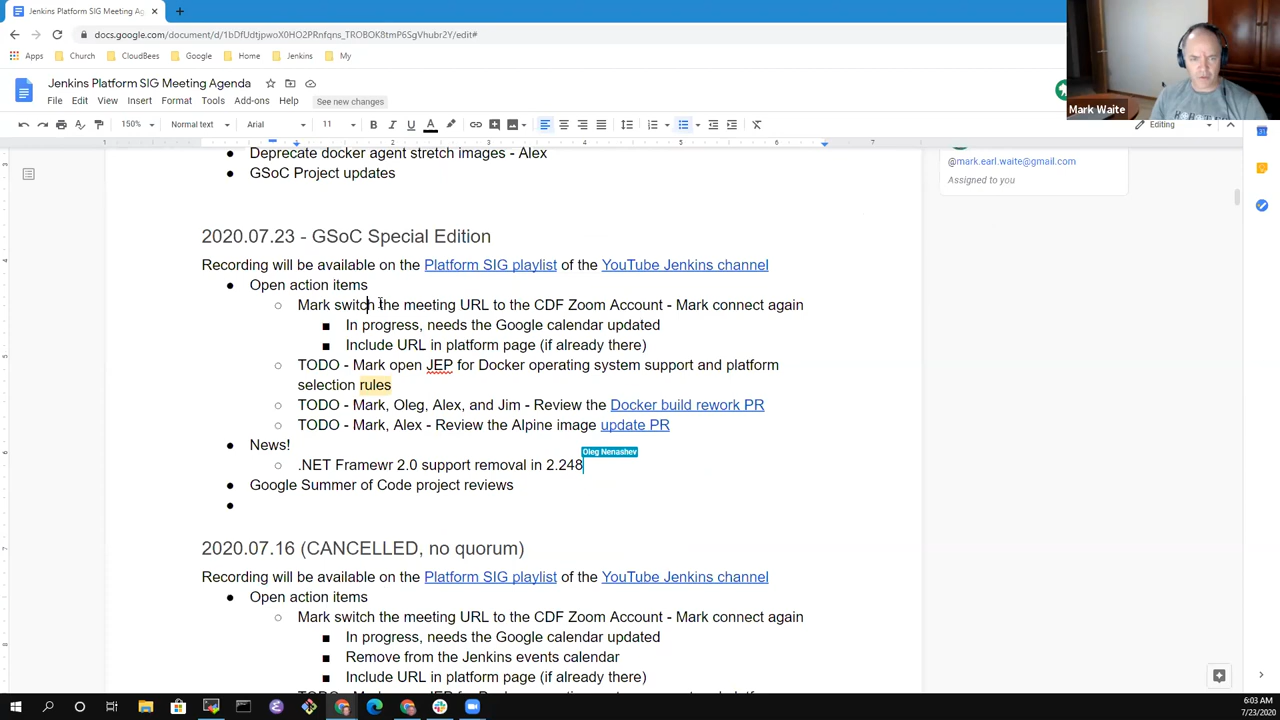 Jenkins Platform SIG Meeting Ag
docs.google.com/document/d/1bDfUdtjpwoX0HO2PRnfqns_TROBOK8tmP6SgVhubr2Y/edit#
Apps Church CloudBees Google Home Jenkins My
Jenkins Platform SIG Meeting Agenda
File Edit View Insert Format Tools Add-ons Help See new changes
150% Normal text Arial 11 Editing
Mark Waite
1 2 3 4 5 6 7
Deprecate docker agent stretch images - Alex
GSoC Project updates
@mark.earl.waite@gmail.com
Assigned to you
2020.07.23 - GSoC Special Edition
Recording will be available on the Platform SIG playlist of the YouTube Jenkins channel
Open action items
Mark switch the meeting URL to the CDF Zoom Account - Mark connect again
In progress, needs the Google calendar updated
Include URL in platform page (if already there)
TODO - Mark open JEP for Docker operating system support and platform
selection rules
TODO - Mark, Oleg, Alex, and Jim - Review the Docker build rework PR
TODO - Mark, Alex - Review the Alpine image update PR
News!
Oleg Nenashev
.NET Framewr 2.0 support removal in 2.248
Google Summer of Code project reviews
2020.07.16 (CANCELLED, no quorum)
Recording will be available on the Platform SIG playlist of the YouTube Jenkins channel
Open action items
Mark switch the meeting URL to the CDF Zoom Account - Mark connect again
In progress, needs the Google calendar updated
Remove from the Jenkins events calendar
Include URL in platform page (if already there)
6:03 AM
7/23/2020